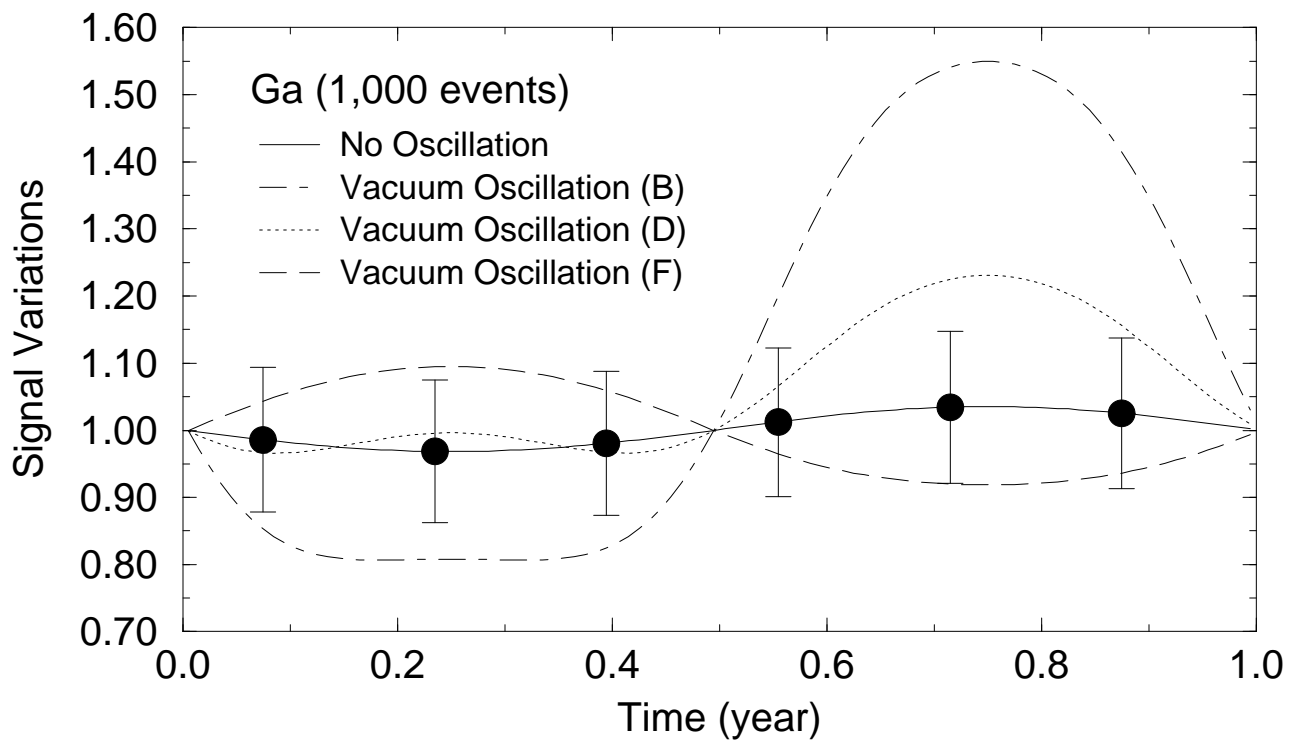 1.60
1.50
1.40
1.30
1.20
1.10
1.00
0.90
0.80
0.70
Signal Variations
Ga (1,000 events)
No Oscillation
Vacuum Oscillation (B)
Vacuum Oscillation (D)
Vacuum Oscillation (F)
0.0 0.2 0.4 0.6 0.8 1.0
Time (year)